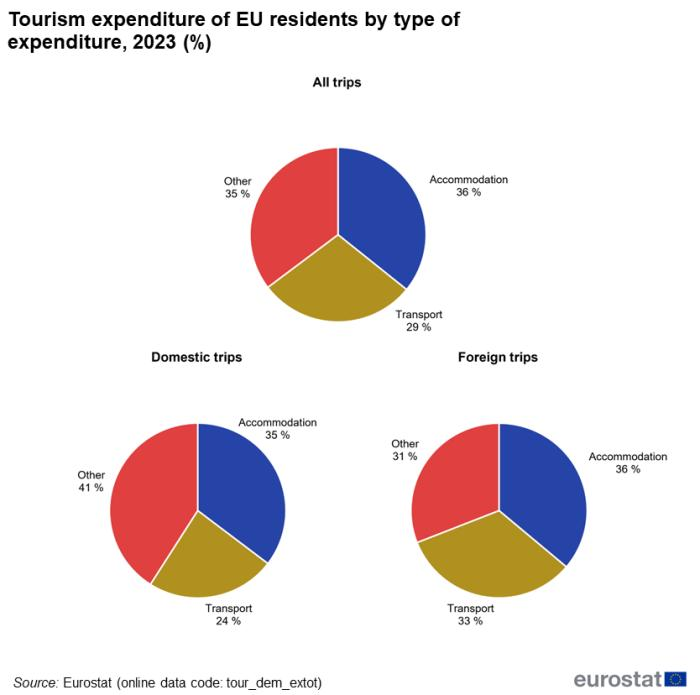 Tourism expenditure of EU residents by type of
expenditure, 2023 (%)
All trips
Other
35 %
Accommodation
36 %
Transport
29 %
Domestic trips
Accommodation
35 %
Other
41 %
Transport
24 %
Foreign trips
Other
31 %
Accommodation
36 %
Transport
33 %
Source: Eurostat (online data code: tour_dem_extot)
eurostat